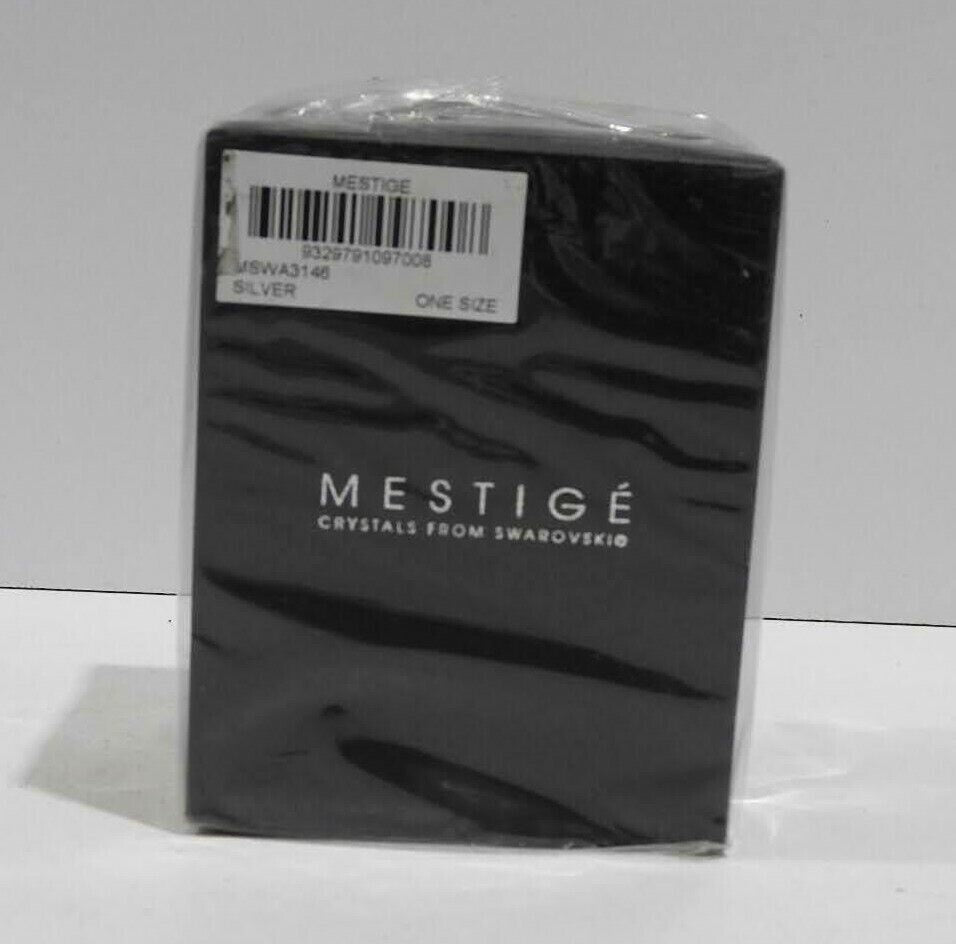 MESTIGE
9329791097008
MSWA3146
SILVER ONE SIZE
MESTIGÉ
CRYSTALS FROM SWAROVSKI®